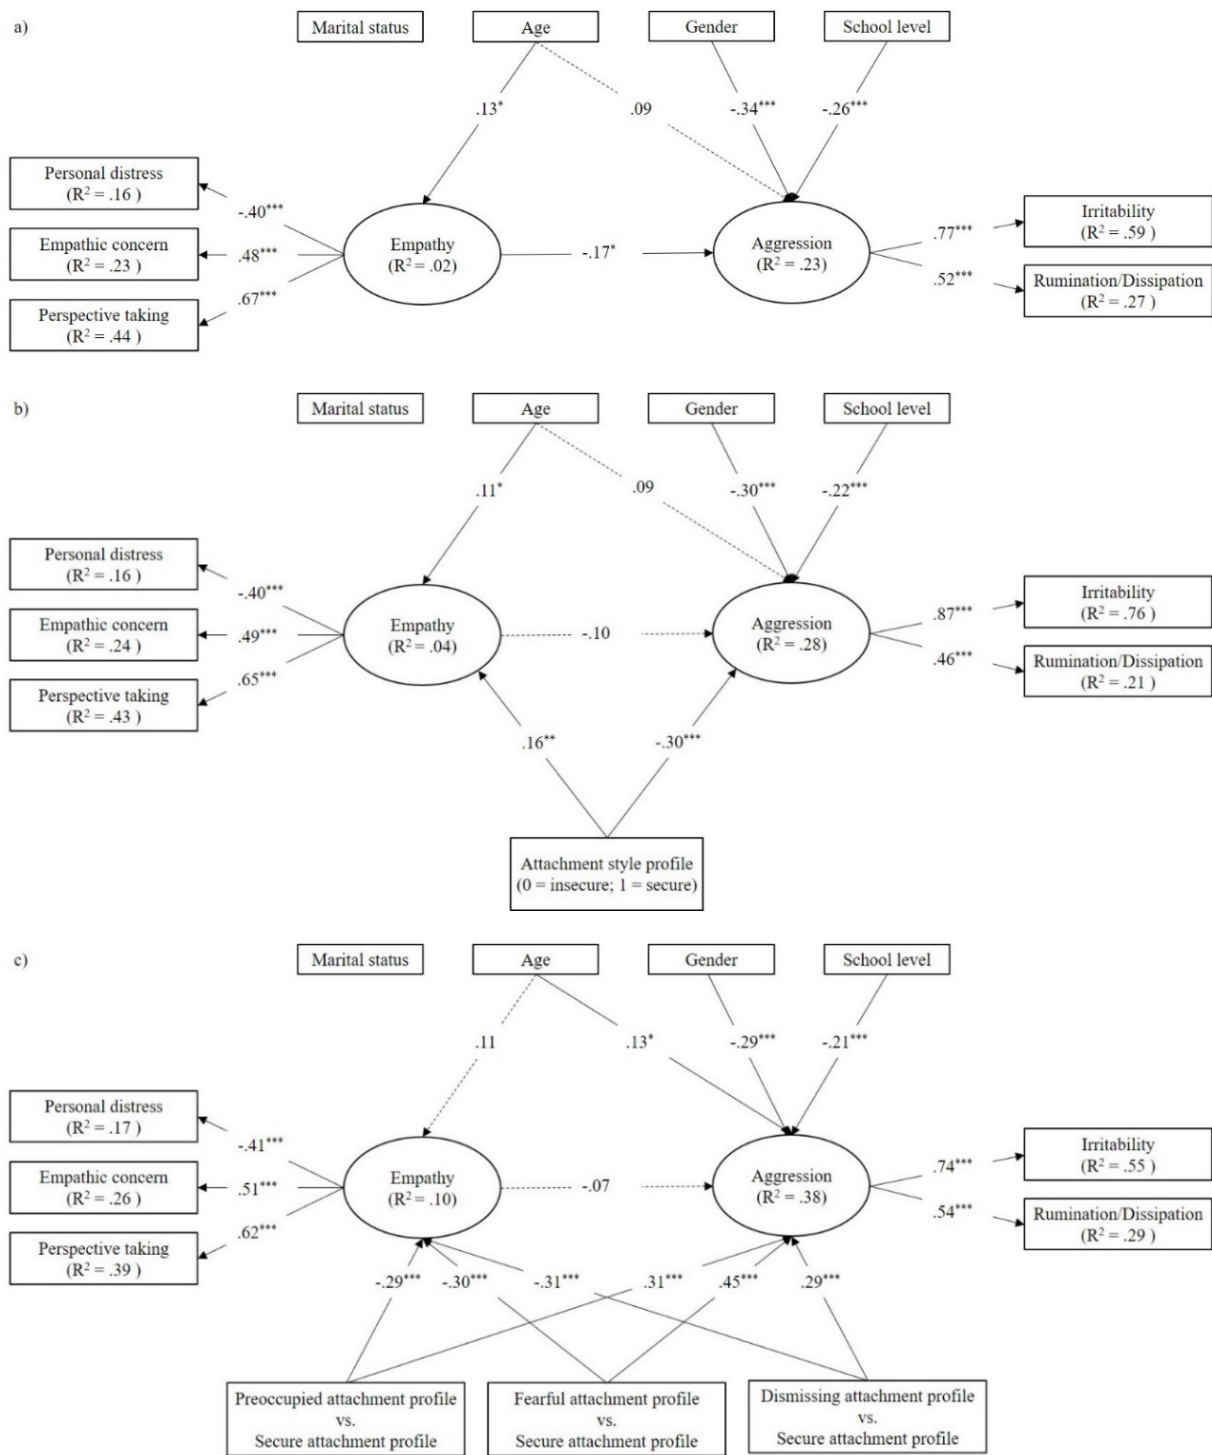 a)
Marital status
Age
Gender
School level
.13*
.09
-.34***
-.26***
Personal distress
(R² = .16 )
Empathic concern
(R² = .23 )
Perspective taking
(R² = .44 )
-.40***
.48***
.67***
Empathy
(R² = .02)
-.17*
Aggression
(R² = .23)
.77***
.52***
Irritability
(R² = .59 )
Rumination/Dissipation
(R² = .27 )
b)
Marital status
Age
Gender
School level
.11*
.09
-.30***
-.22***
Personal distress
(R² = .16 )
Empathic concern
(R² = .24 )
Perspective taking
(R² = .43 )
-.40***
.49***
.65***
Empathy
(R² = .04)
-.10
Aggression
(R² = .28)
.87***
.46***
Irritability
(R² = .76 )
Rumination/Dissipation
(R² = .21 )
.16**
-.30***
Attachment style profile
(0 = insecure; 1 = secure)
c)
Marital status
Age
Gender
School level
.11
.13*
-.29***
-.21***
Personal distress
(R² = .17 )
Empathic concern
(R² = .26 )
Perspective taking
(R² = .39 )
-.41***
.51***
.62***
Empathy
(R² = .10)
-.07
Aggression
(R² = .38)
.74***
.54***
Irritability
(R² = .55 )
Rumination/Dissipation
(R² = .29 )
-.29***
-.30***
-.31***
.31***
.45***
.29***
Preoccupied attachment profile
vs.
Secure attachment profile
Fearful attachment profile
vs.
Secure attachment profile
Dismissing attachment profile
vs.
Secure attachment profile